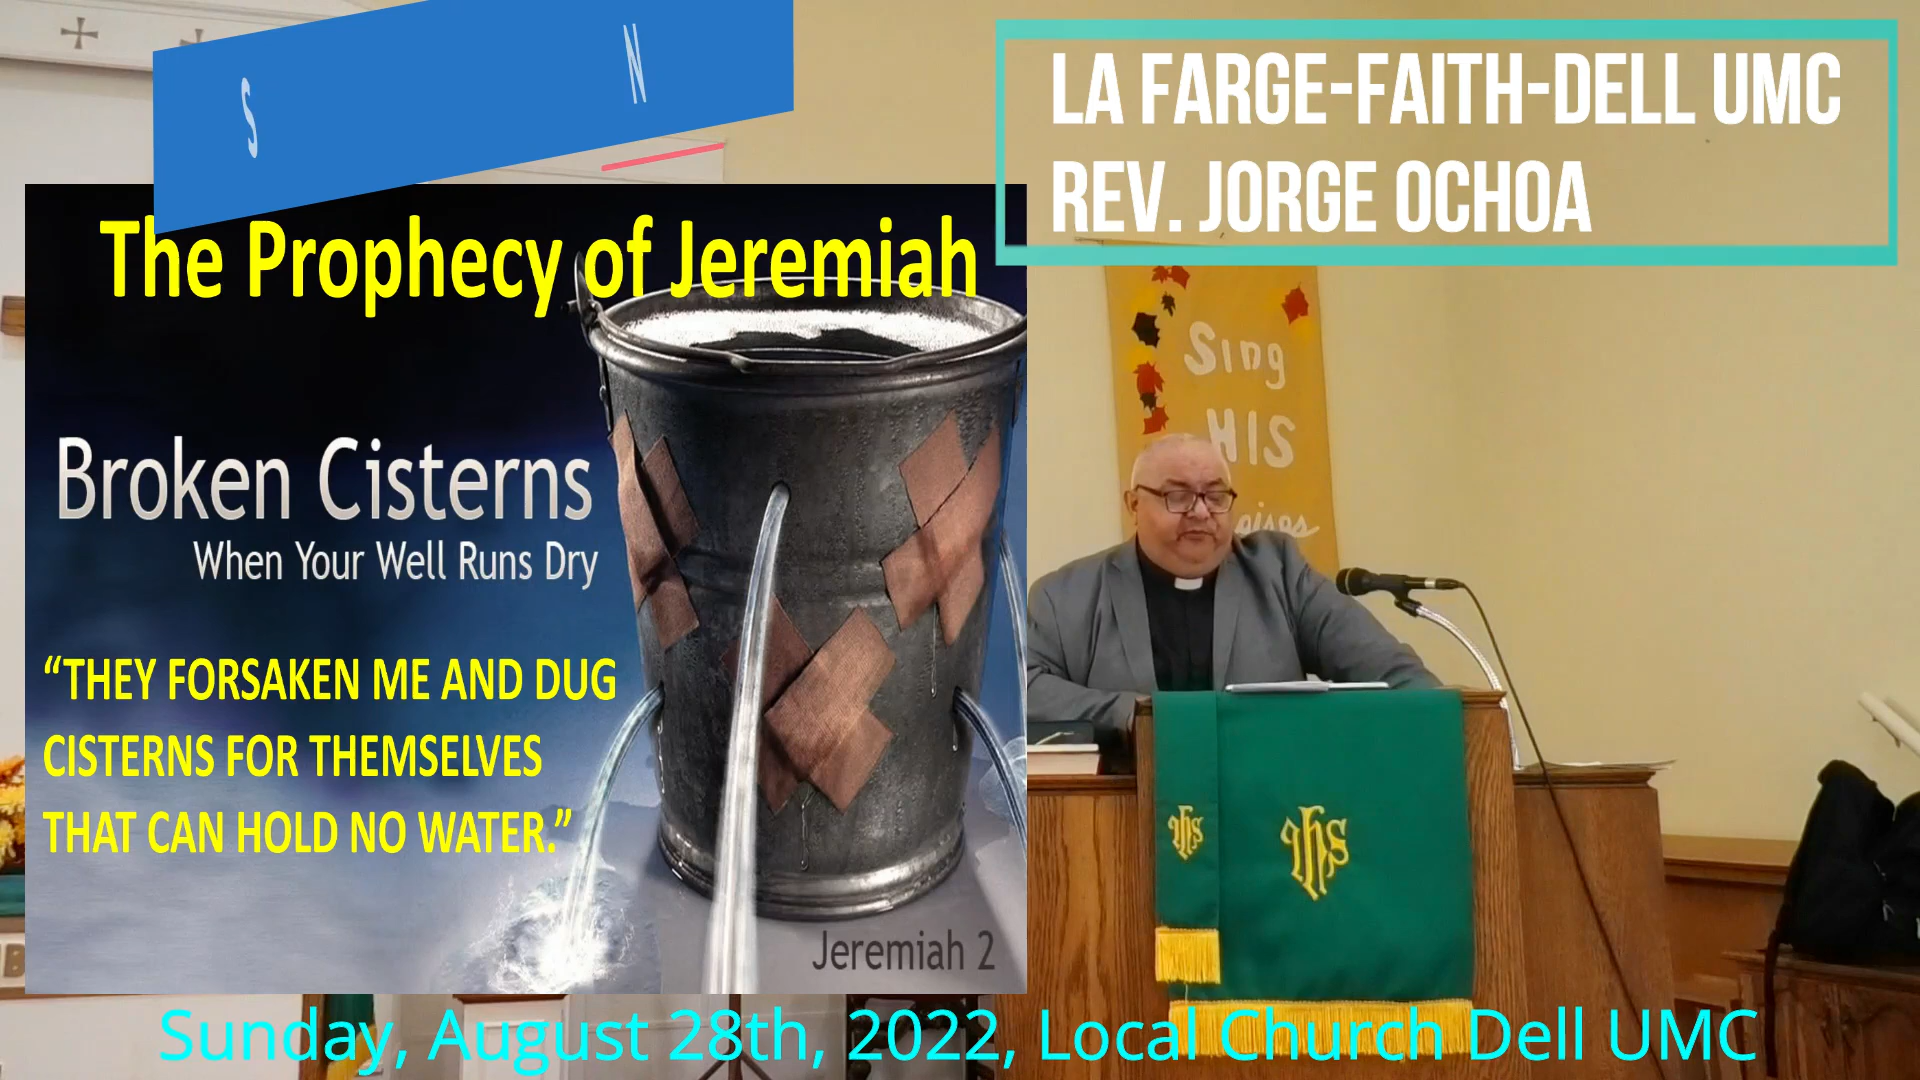 S N
LA FARGE-FAITH-DELL UMC
REV. JORGE OCHOA
The Prophecy of Jeremiah
Broken Cisterns
When Your Well Runs Dry
“THEY FORSAKEN ME AND DUG
CISTERNS FOR THEMSELVES
THAT CAN HOLD NO WATER.”
Jeremiah 2
Sing
HIS
IHS
IHS
B
Sunday, August 28th, 2022, Local Church Dell UMC